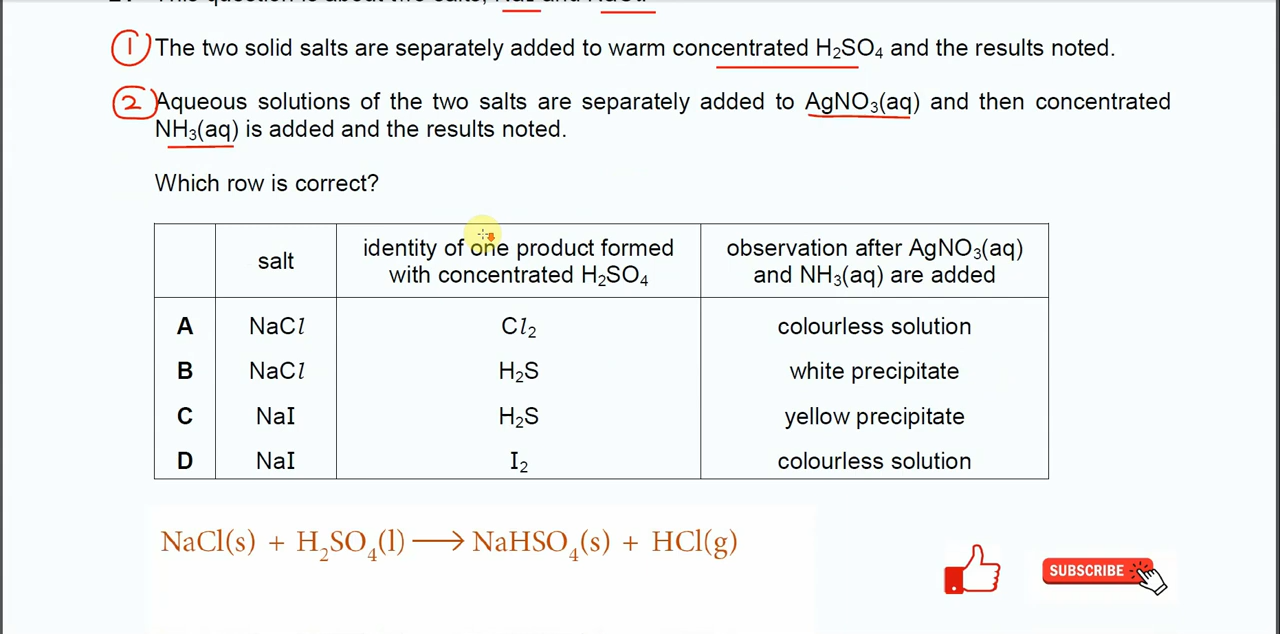 1 The two solid salts are separately added to warm concentrated H₂SO₄ and the results noted.
2 Aqueous solutions of the two salts are separately added to AgNO₃(aq) and then concentrated
NH₃(aq) is added and the results noted.
Which row is correct?
salt
identity of one product formed
with concentrated H₂SO₄
observation after AgNO₃(aq)
and NH₃(aq) are added
A NaCl Cl₂ colourless solution
B NaCl H₂S white precipitate
C NaI H₂S yellow precipitate
D NaI I₂ colourless solution
NaCl(s) + H₂SO₄(l) ⟶ NaHSO₄(s) + HCl(g)
SUBSCRIBE